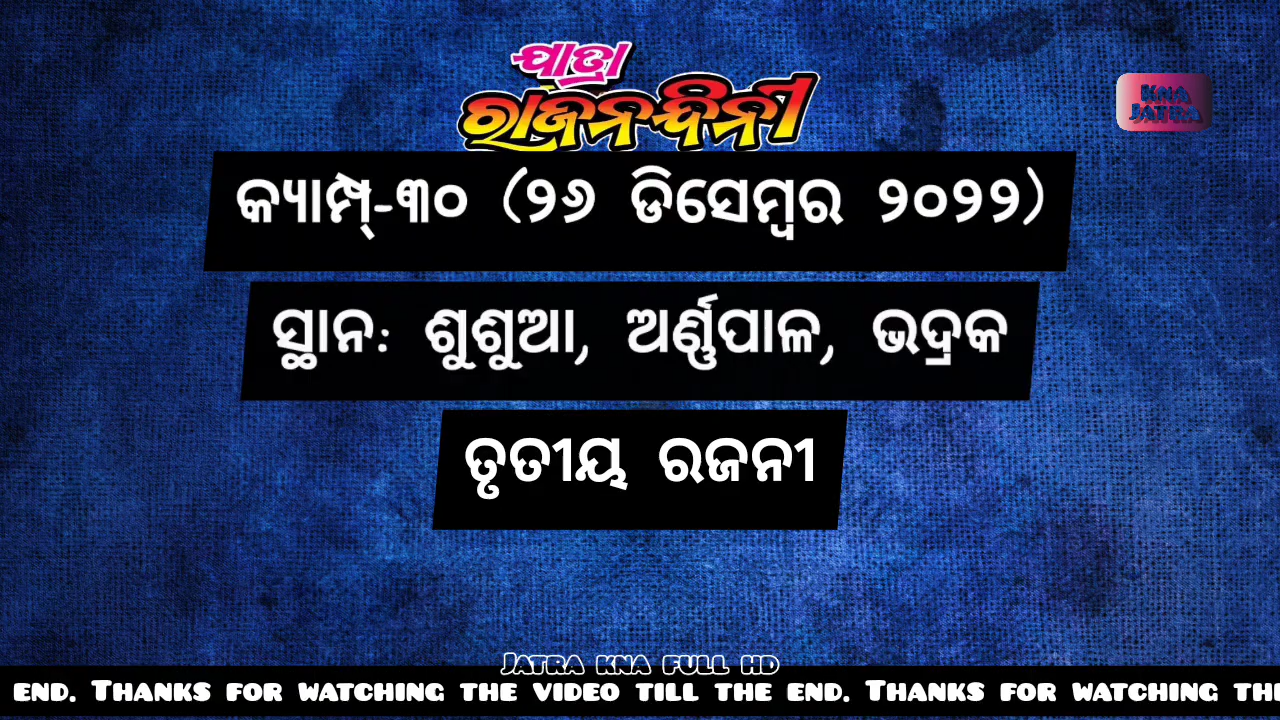 ଯାତ୍ରା
ରାଜନନ୍ଦିନୀ
KNA
JATRA
କ୍ୟାମ୍ପ୍-୩୦ (୨୬ ଡିସେମ୍ବର ୨୦୨୨)
ସ୍ଥାନ: ଶୁଶୁଆ, ଅର୍ଣ୍ଣପାଳ, ଭଦ୍ରକ
ତୃତୀୟ ରଜନୀ
JATRA KNA FULL HD
END. THANKS FOR WATCHING THE VIDEO TILL THE END. THANKS FOR WATCHING THE